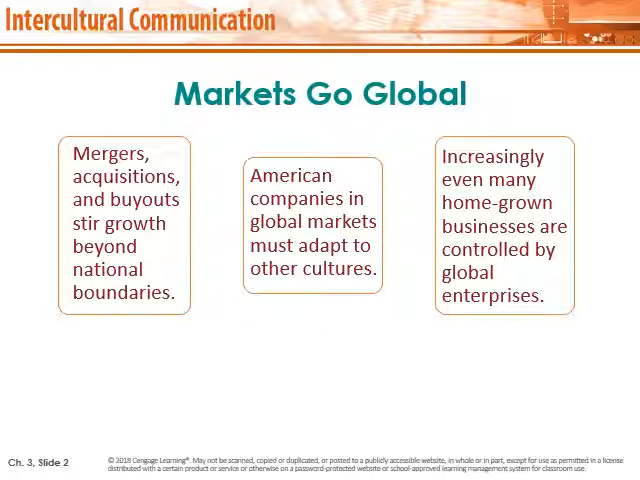 Intercultural Communication
Markets Go Global
Mergers,
acquisitions,
and buyouts
stir growth
beyond
national
boundaries.
American
companies in
global markets
must adapt to
other cultures.
Increasingly
even many
home-grown
businesses are
controlled by
global
enterprises.
Ch. 3, Slide 2
© 2018 Cengage Learning®. May not be scanned, copied or duplicated, or posted to a publicly accessible website, in whole or in part, except for use as permitted in a license
distributed with a certain product or service or otherwise on a password-protected website or school-approved learning management system for classroom use.